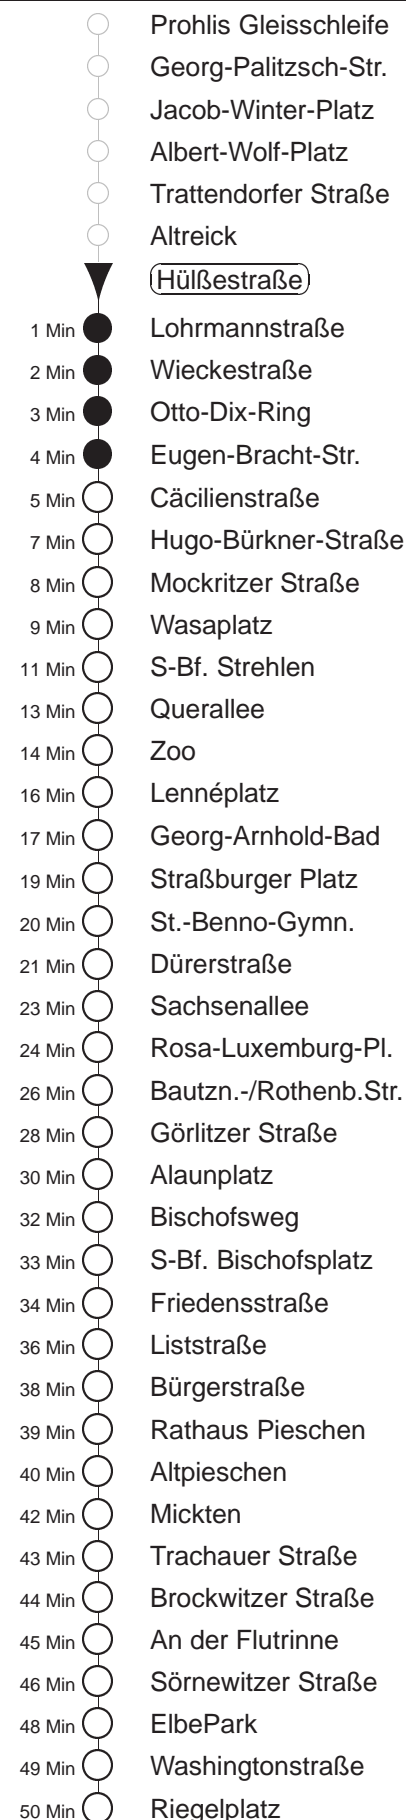 Prohlis Gleisschleife
Georg-Palitzsch-Str.
Jacob-Winter-Platz
Albert-Wolf-Platz
Trattendorfer Straße
Altreick
Hülßestraße
1 Min Lohrmannstraße
2 Min Wieckestraße
3 Min Otto-Dix-Ring
4 Min Eugen-Bracht-Str.
5 Min Cäcilienstraße
7 Min Hugo-Bürkner-Straße
8 Min Mockritzer Straße
9 Min Wasaplatz
11 Min S-Bf. Strehlen
13 Min Querallee
14 Min Zoo
16 Min Lennéplatz
17 Min Georg-Arnhold-Bad
19 Min Straßburger Platz
20 Min St.-Benno-Gymn.
21 Min Dürerstraße
23 Min Sachsenallee
24 Min Rosa-Luxemburg-Pl.
26 Min Bautzn.-/Rothenb.Str.
28 Min Görlitzer Straße
30 Min Alaunplatz
32 Min Bischofsweg
33 Min S-Bf. Bischofsplatz
34 Min Friedensstraße
36 Min Liststraße
38 Min Bürgerstraße
39 Min Rathaus Pieschen
40 Min Altpieschen
42 Min Mickten
43 Min Trachauer Straße
44 Min Brockwitzer Straße
45 Min An der Flutrinne
46 Min Sörnewitzer Straße
48 Min ElbePark
49 Min Washingtonstraße
50 Min Riegelplatz